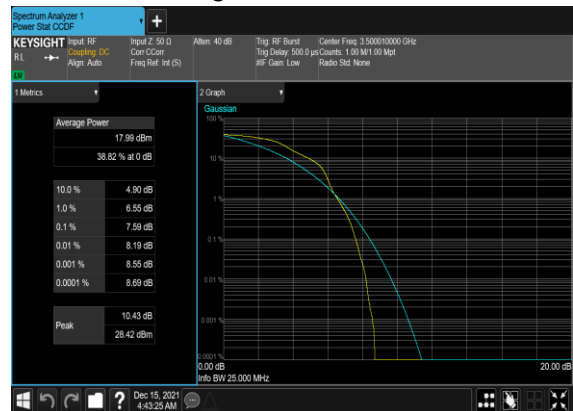 Spectrum Analyzer 1
Power Stat CCDF
KEYSIGHT Input: RF Input Z: 50 Ω Atten: 40 dB Trig: RF Burst Center Freq: 3.500010000 GHz
RL Coupling: DC Corr CCorr Trig Delay: 500.0 µs Counts: 1.00 M/1.00 Mpt
Align: Auto Freq Ref: Int (S) #IF Gain: Low Radio Std: None
LW
1 Metrics
2 Graph
Average Power
17.99 dBm
38.82 % at 0 dB
10.0 % 4.90 dB
1.0 % 6.55 dB
0.1 % 7.59 dB
0.01 % 8.19 dB
0.001 % 8.55 dB
0.0001 % 8.69 dB
Peak
10.43 dB
28.42 dBm
Gaussian
100 %
10 %
1 %
0.1 %
0.01 %
0.001 %
0.0001 %
0.00 dB 20.00 dB
Info BW 25.000 MHz
? Dec 15, 2021
4:43:25 AM